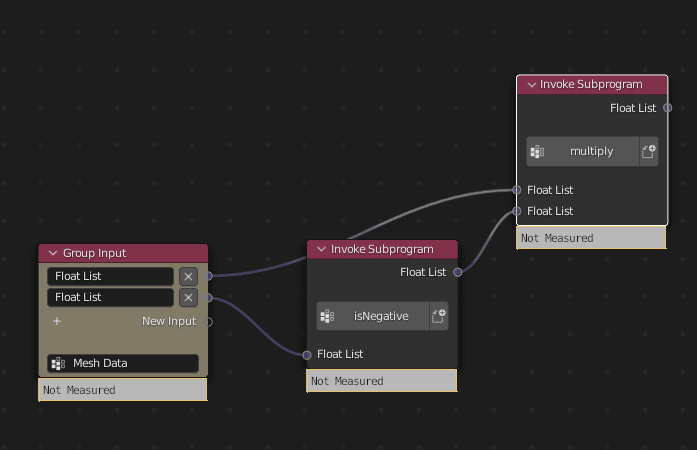 Invoke Subprogram
Float List
multiply
Float List
Float List
Not Measured
Group Input
Float List
Float List
New Input
Mesh Data
Not Measured
Invoke Subprogram
Float List
isNegative
Float List
Not Measured